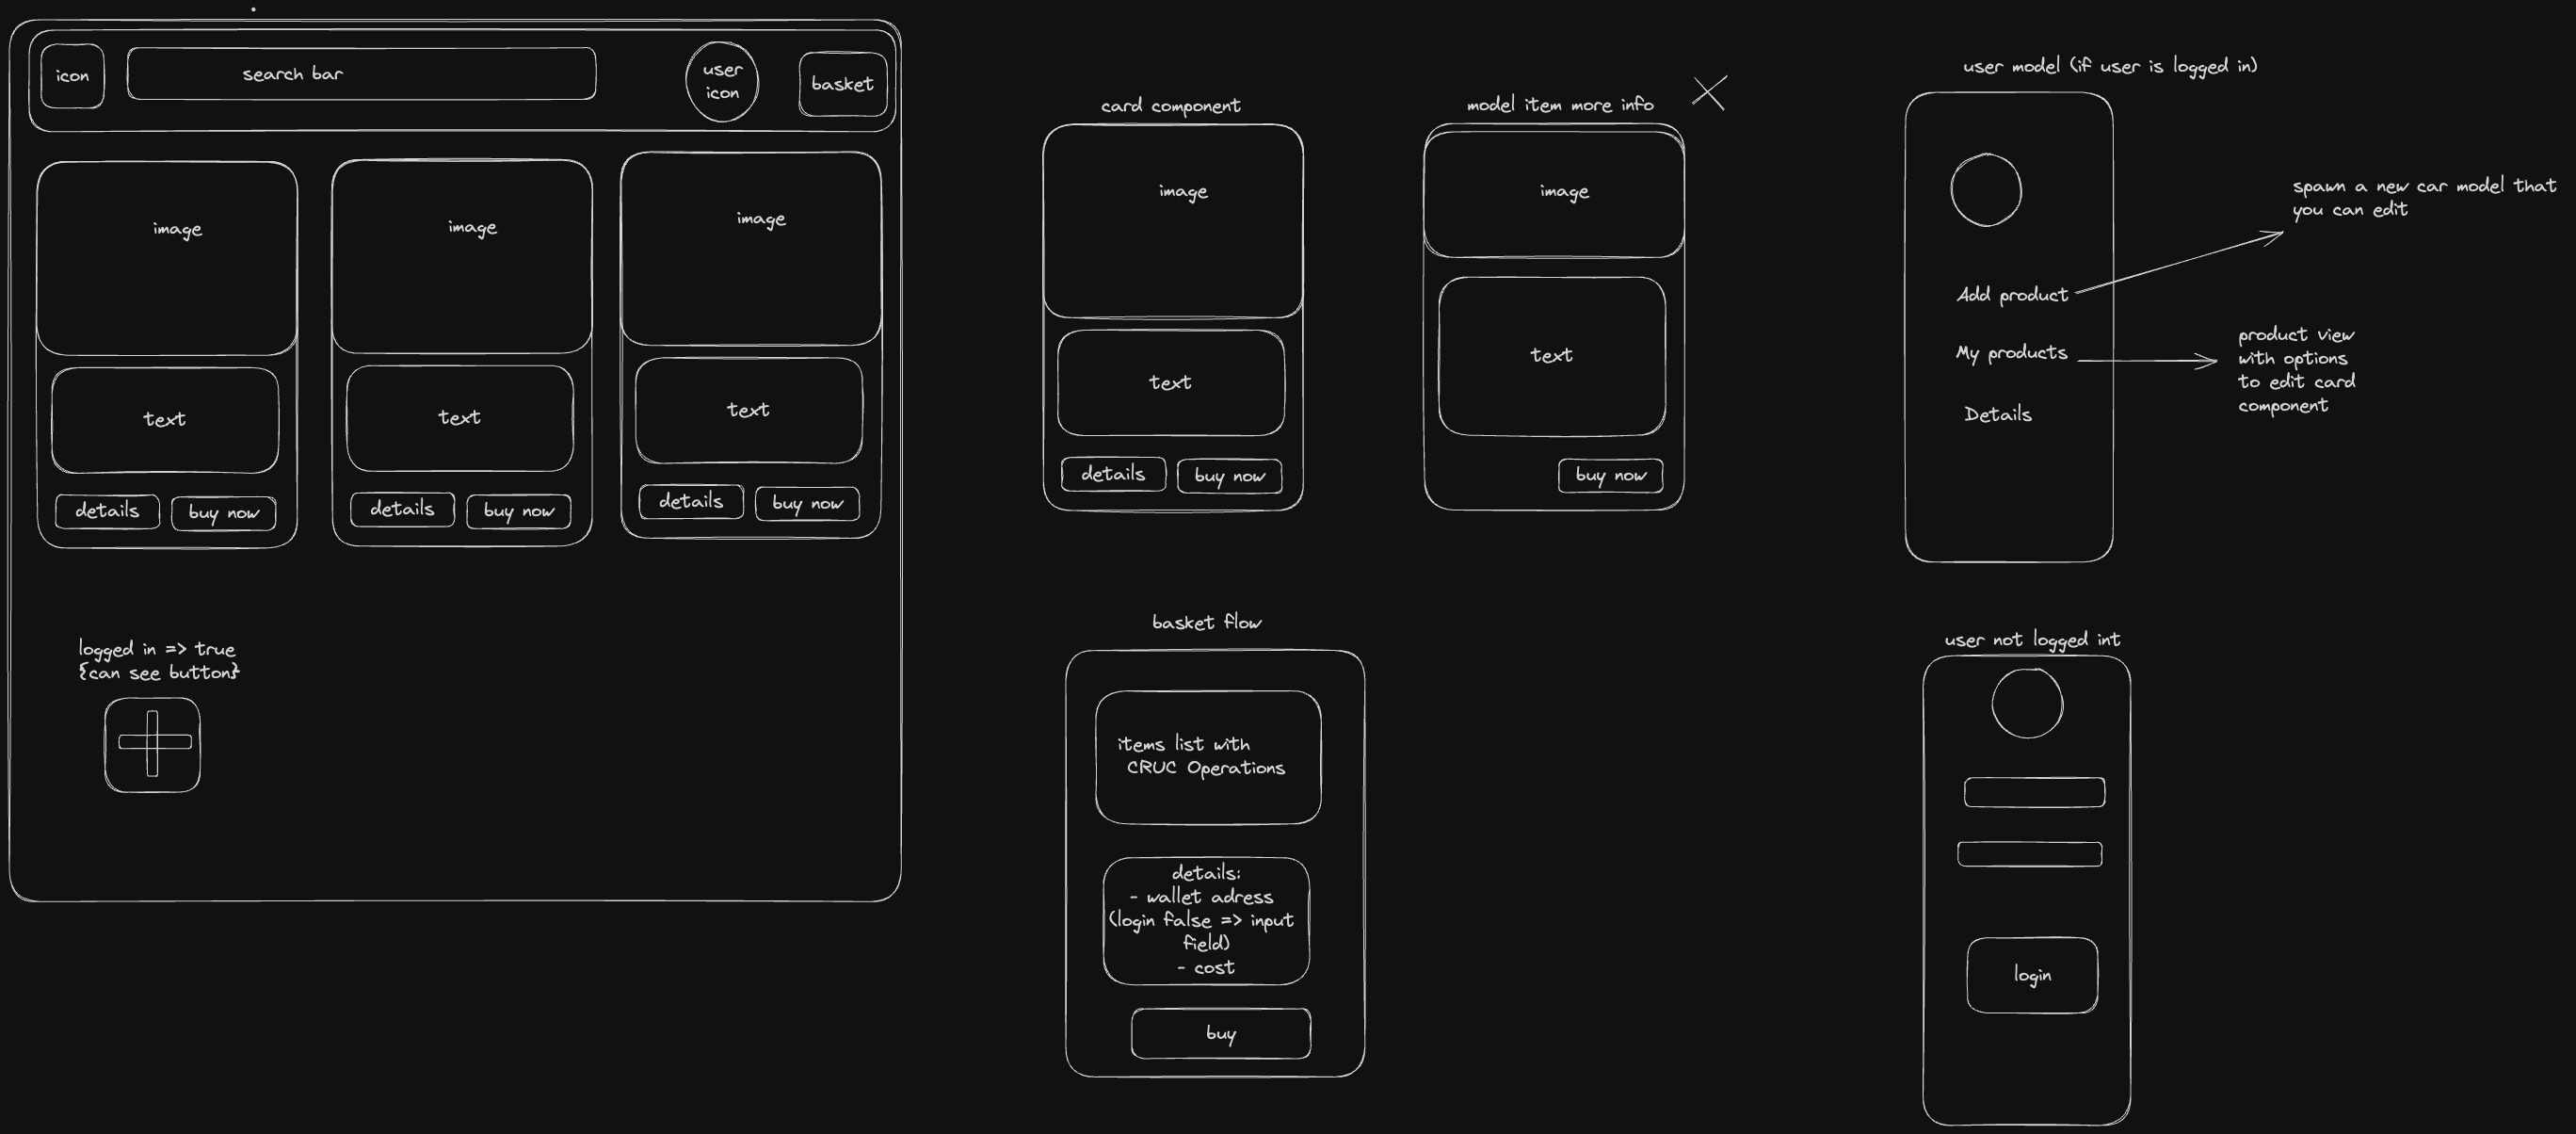 icon
search bar
user
icon
basket
image
image
image
text
text
text
details
buy now
details
buy now
details
buy now
logged in => true
{can see button}
card component
image
text
details
buy now
model item more info
image
text
buy now
basket flow
items list with
CRUC Operations
details:
- wallet adress
(login false => input
field)
- cost
buy
user model (if user is logged in)
Add product
My products
Details
spawn a new car model that
you can edit
product view
with options
to edit card
component
user not logged int
login